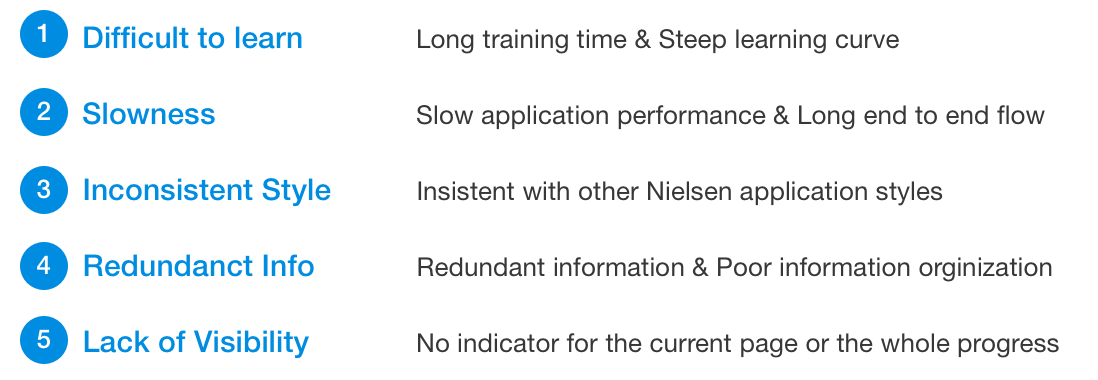 1 Difficult to learn Long training time & Steep learning curve
2 Slowness Slow application performance & Long end to end flow
3 Inconsistent Style Insistent with other Nielsen application styles
4 Redundanct Info Redundant information & Poor information orginization
5 Lack of Visibility No indicator for the current page or the whole progress